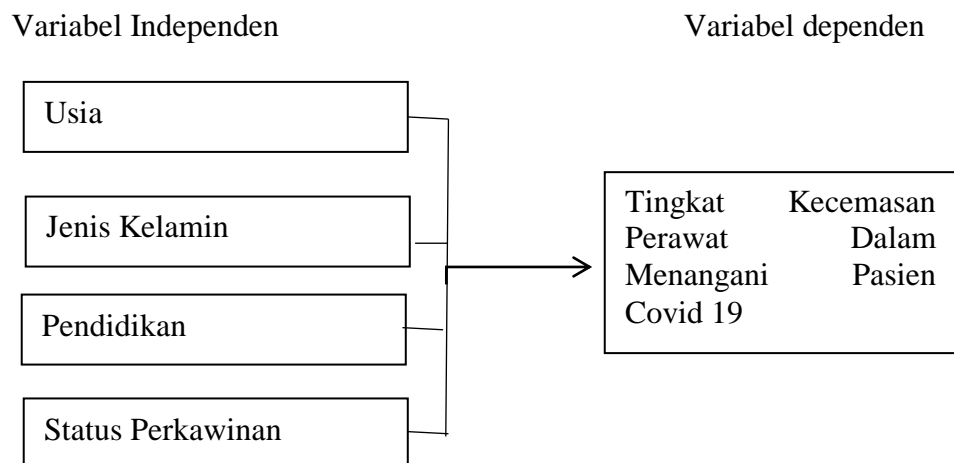 Variabel Independen
Variabel dependen
Usia
Jenis Kelamin
Pendidikan
Status Perkawinan
Tingkat Kecemasan
Perawat Dalam
Menangani Pasien
Covid 19